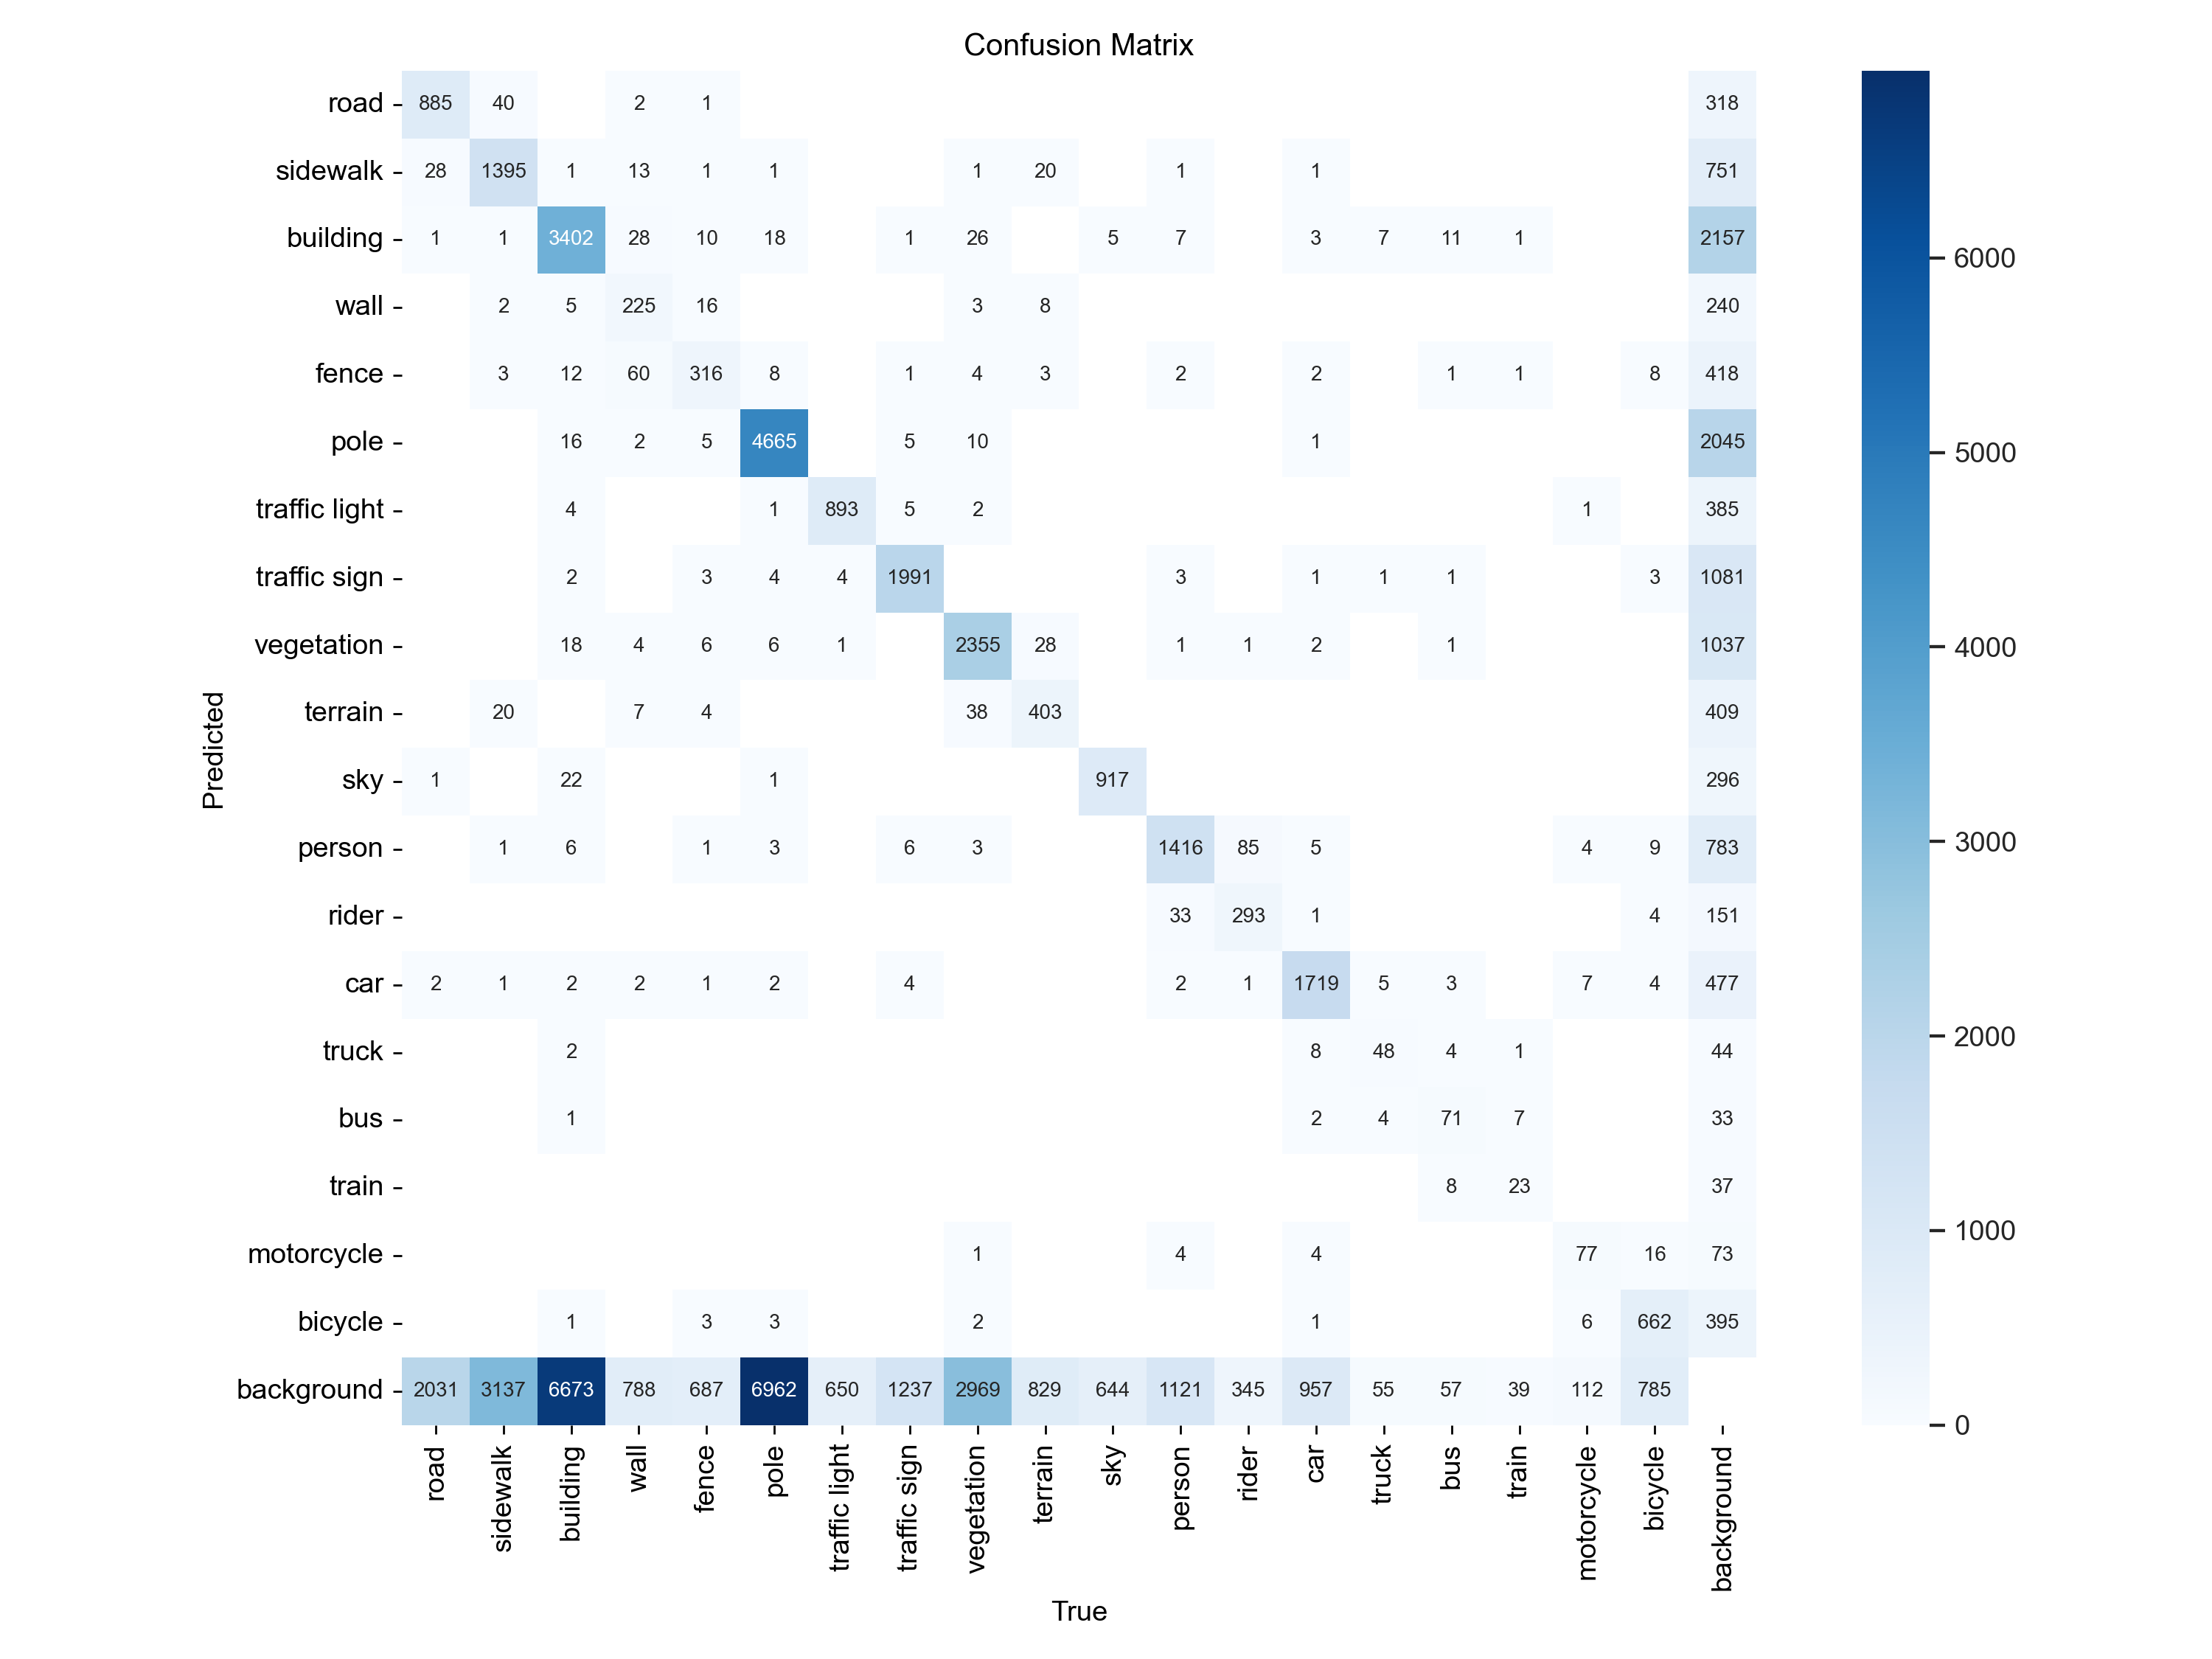 Confusion Matrix
road 885 40 2 1 318
sidewalk 28 1395 1 13 1 1 1 20 1 1 751
building 1 1 3402 28 10 18 1 26 5 7 3 7 11 1 2157
wall 2 5 225 16 3 8 240
fence 3 12 60 316 8 1 4 3 2 2 1 1 8 418
pole 16 2 5 4665 5 10 1 2045
traffic light 4 1 893 5 2 1 385
traffic sign 2 3 4 4 1991 3 1 1 1 3 1081
vegetation 18 4 6 6 1 2355 28 1 1 2 1 1037
terrain 20 7 4 38 403 409
sky 1 22 1 917 296
person 1 6 1 3 6 3 1416 85 5 4 9 783
rider 33 293 1 4 151
car 2 1 2 2 1 2 4 2 1 1719 5 3 7 4 477
truck 2 8 48 4 1 44
bus 1 2 4 71 7 33
train 8 23 37
motorcycle 1 4 4 77 16 73
bicycle 1 3 3 2 1 6 662 395
background 2031 3137 6673 788 687 6962 650 1237 2969 829 644 1121 345 957 55 57 39 112 785
road sidewalk building wall fence pole traffic light traffic sign vegetation terrain sky person rider car truck bus train motorcycle bicycle background
True
Predicted
6000
5000
4000
3000
2000
1000
0